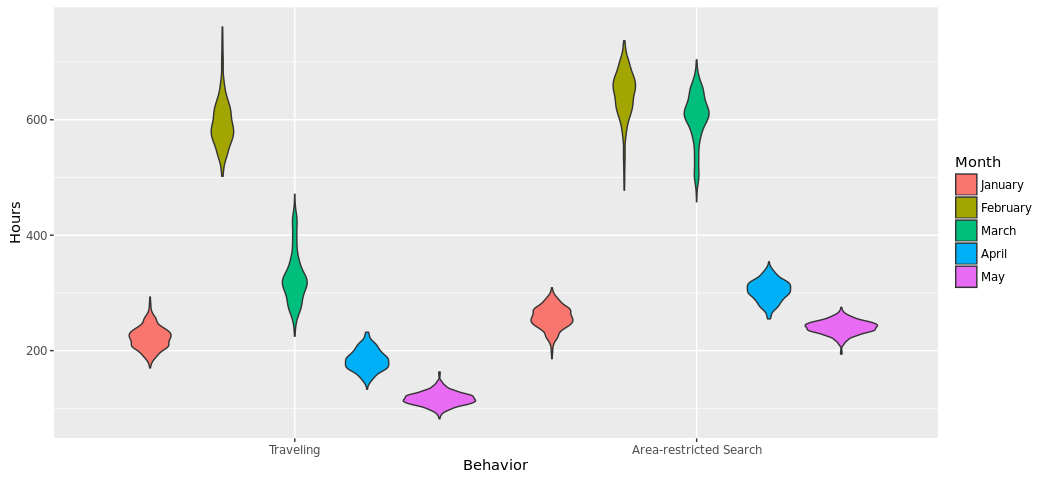 Hours
600
400
200
Traveling
Area-restricted Search
Behavior
Month
January
February
March
April
May